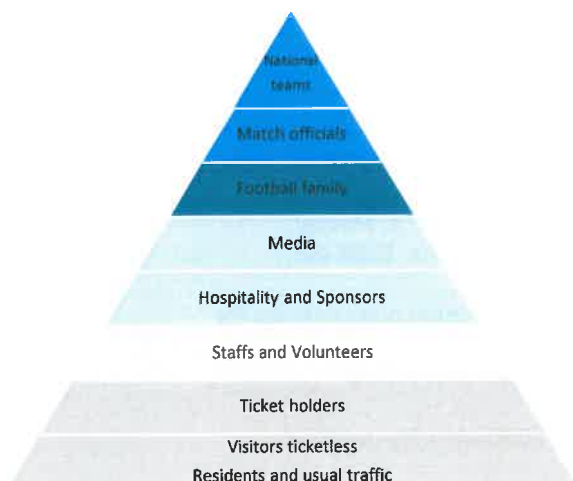 National
teams
Match officials
Football family
Media
Hospitality and Sponsors
Staffs and Volunteers
Ticket holders
Visitors ticketless
Residents and usual traffic